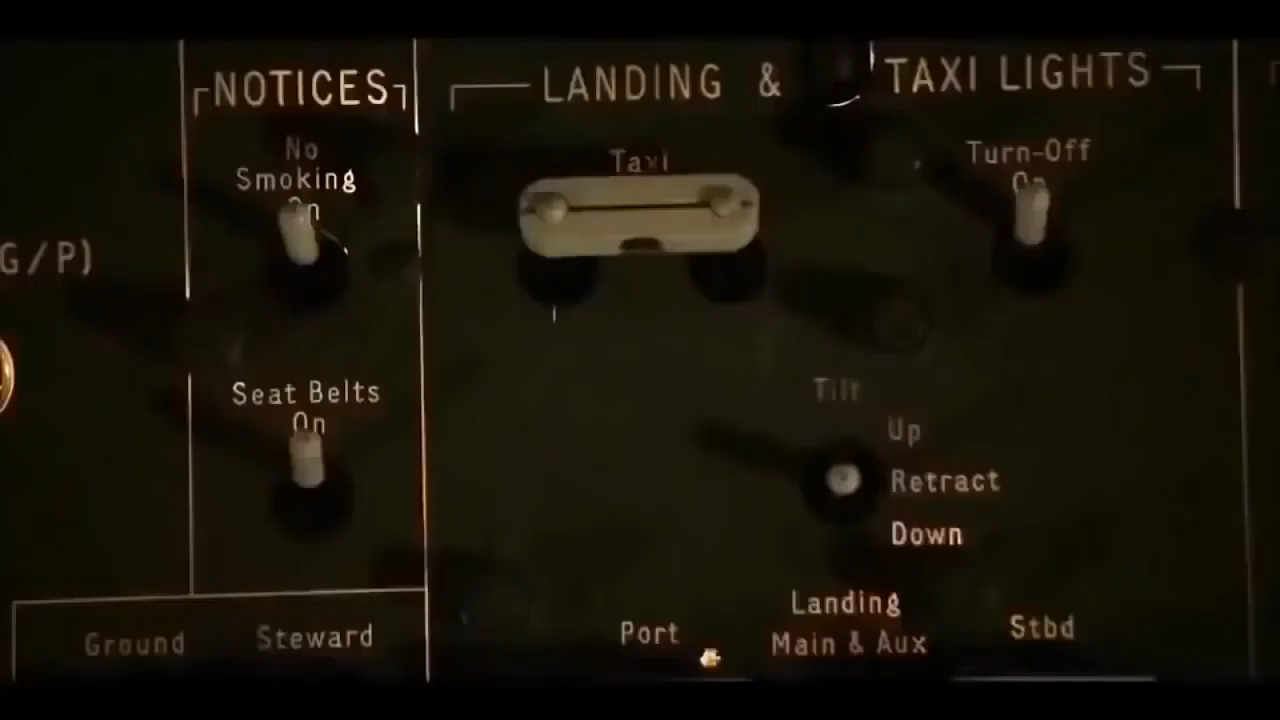 NOTICES
LANDING & TAXI LIGHTS
No
Smoking
On
Taxi
Turn-Off
On
G/P)
Seat Belts
On
Tilt
Up
Retract
Down
Landing
Main & Aux
Ground
Steward
Port
Stbd